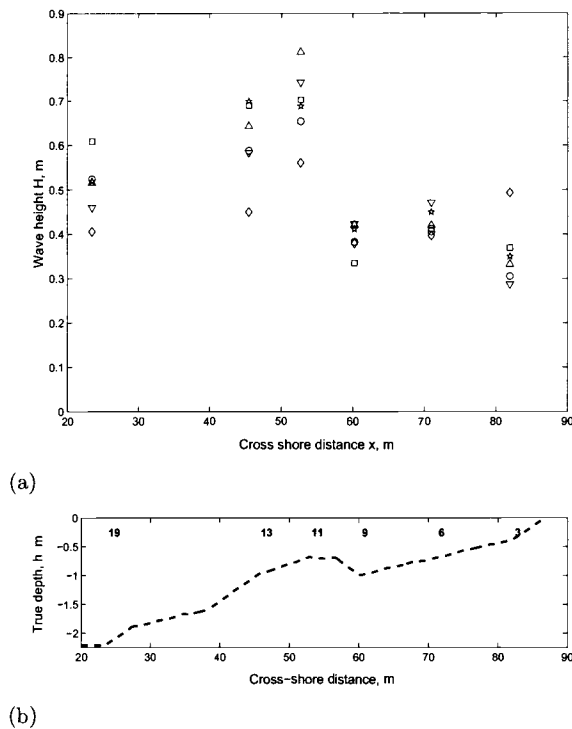 0.9
0.8
0.7
0.6
0.5
0.4
0.3
0.2
0.1
0
Wave height H, m
20 30 40 50 60 70 80 90
Cross shore distance x, m
(a)
0
-0.5
-1
-1.5
-2
True depth, h m
19 13 11 9 6 3
20 30 40 50 60 70 80 90
Cross-shore distance, m
(b)